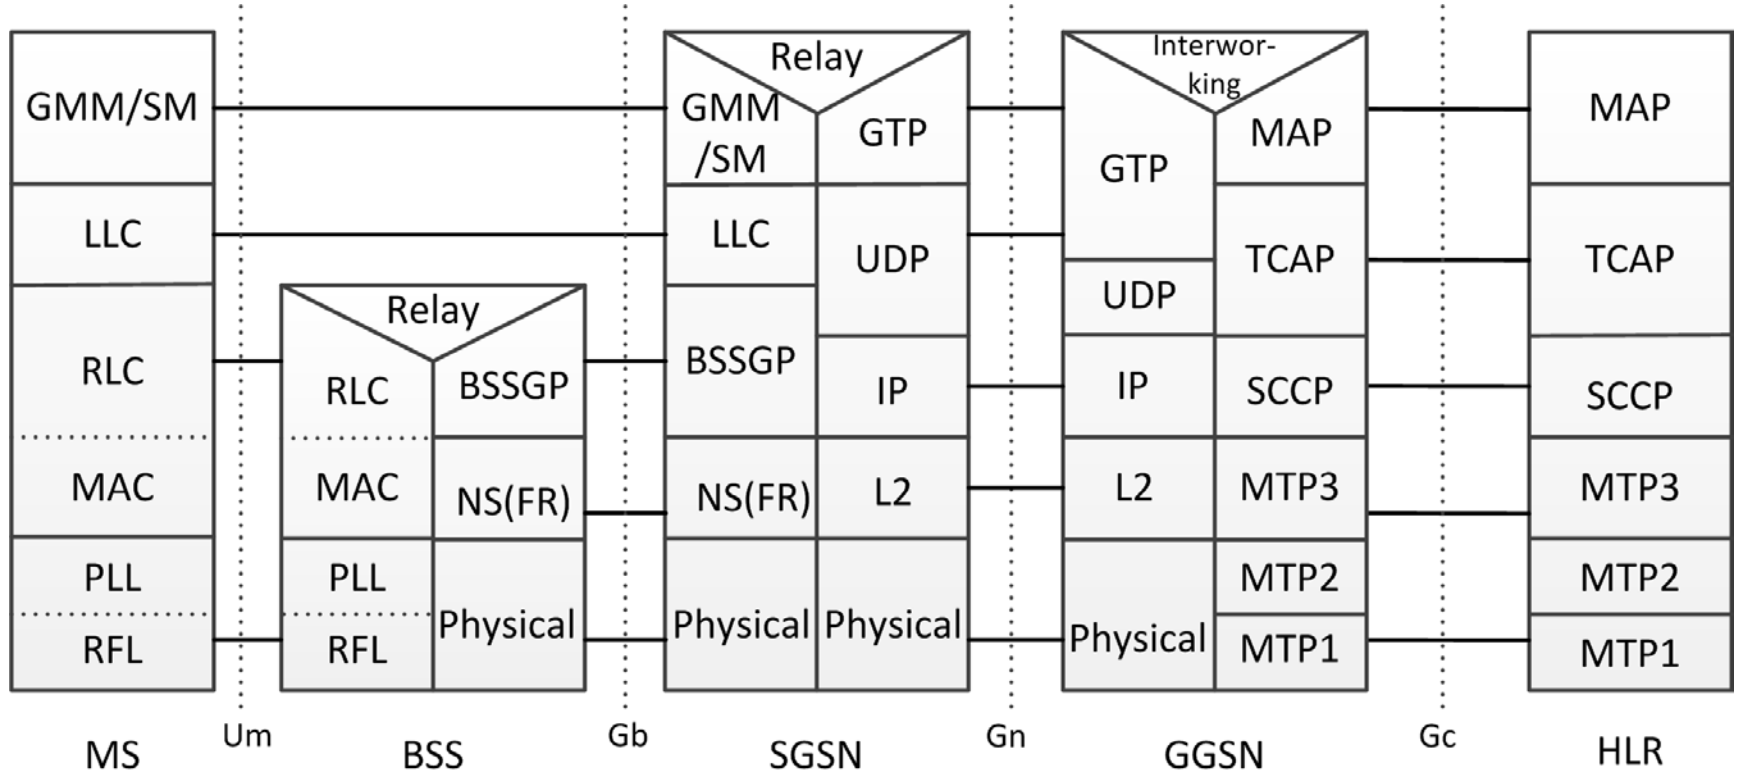 GMM/SM
LLC
RLC
MAC
PLL
RFL
MS
Um
Relay
RLC
MAC
PLL
RFL
BSSGP
NS(FR)
Physical
BSS
Gb
Relay
GMM
/SM
LLC
BSSGP
NS(FR)
Physical
GTP
UDP
IP
L2
Physical
SGSN
Gn
Interwor-
king
GTP
UDP
IP
L2
Physical
MAP
TCAP
SCCP
MTP3
MTP2
MTP1
GGSN
Gc
MAP
TCAP
SCCP
MTP3
MTP2
MTP1
HLR